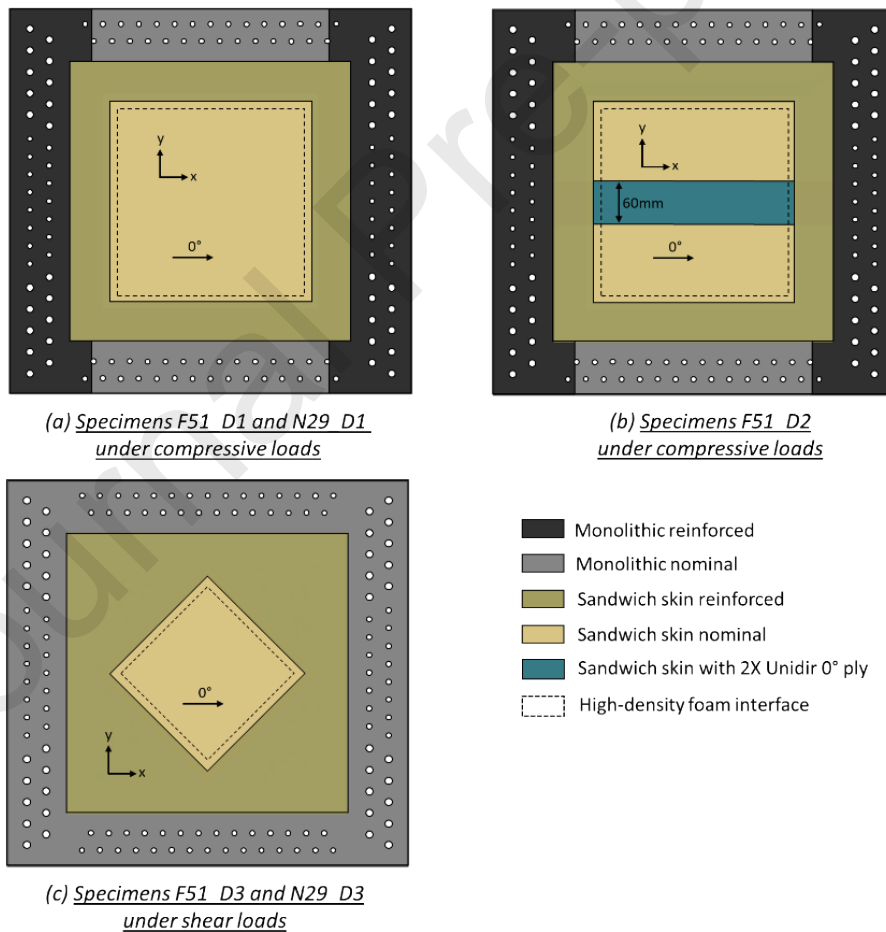 Journal Pre-p
y
x
0°
y
x
60mm
0°
(a) Specimens F51_D1 and N29_D1
under compressive loads
(b) Specimens F51_D2
under compressive loads
0°
y
x
Monolithic reinforced
Monolithic nominal
Sandwich skin reinforced
Sandwich skin nominal
Sandwich skin with 2X Unidir 0° ply
High-density foam interface
(c) Specimens F51_D3 and N29_D3
under shear loads